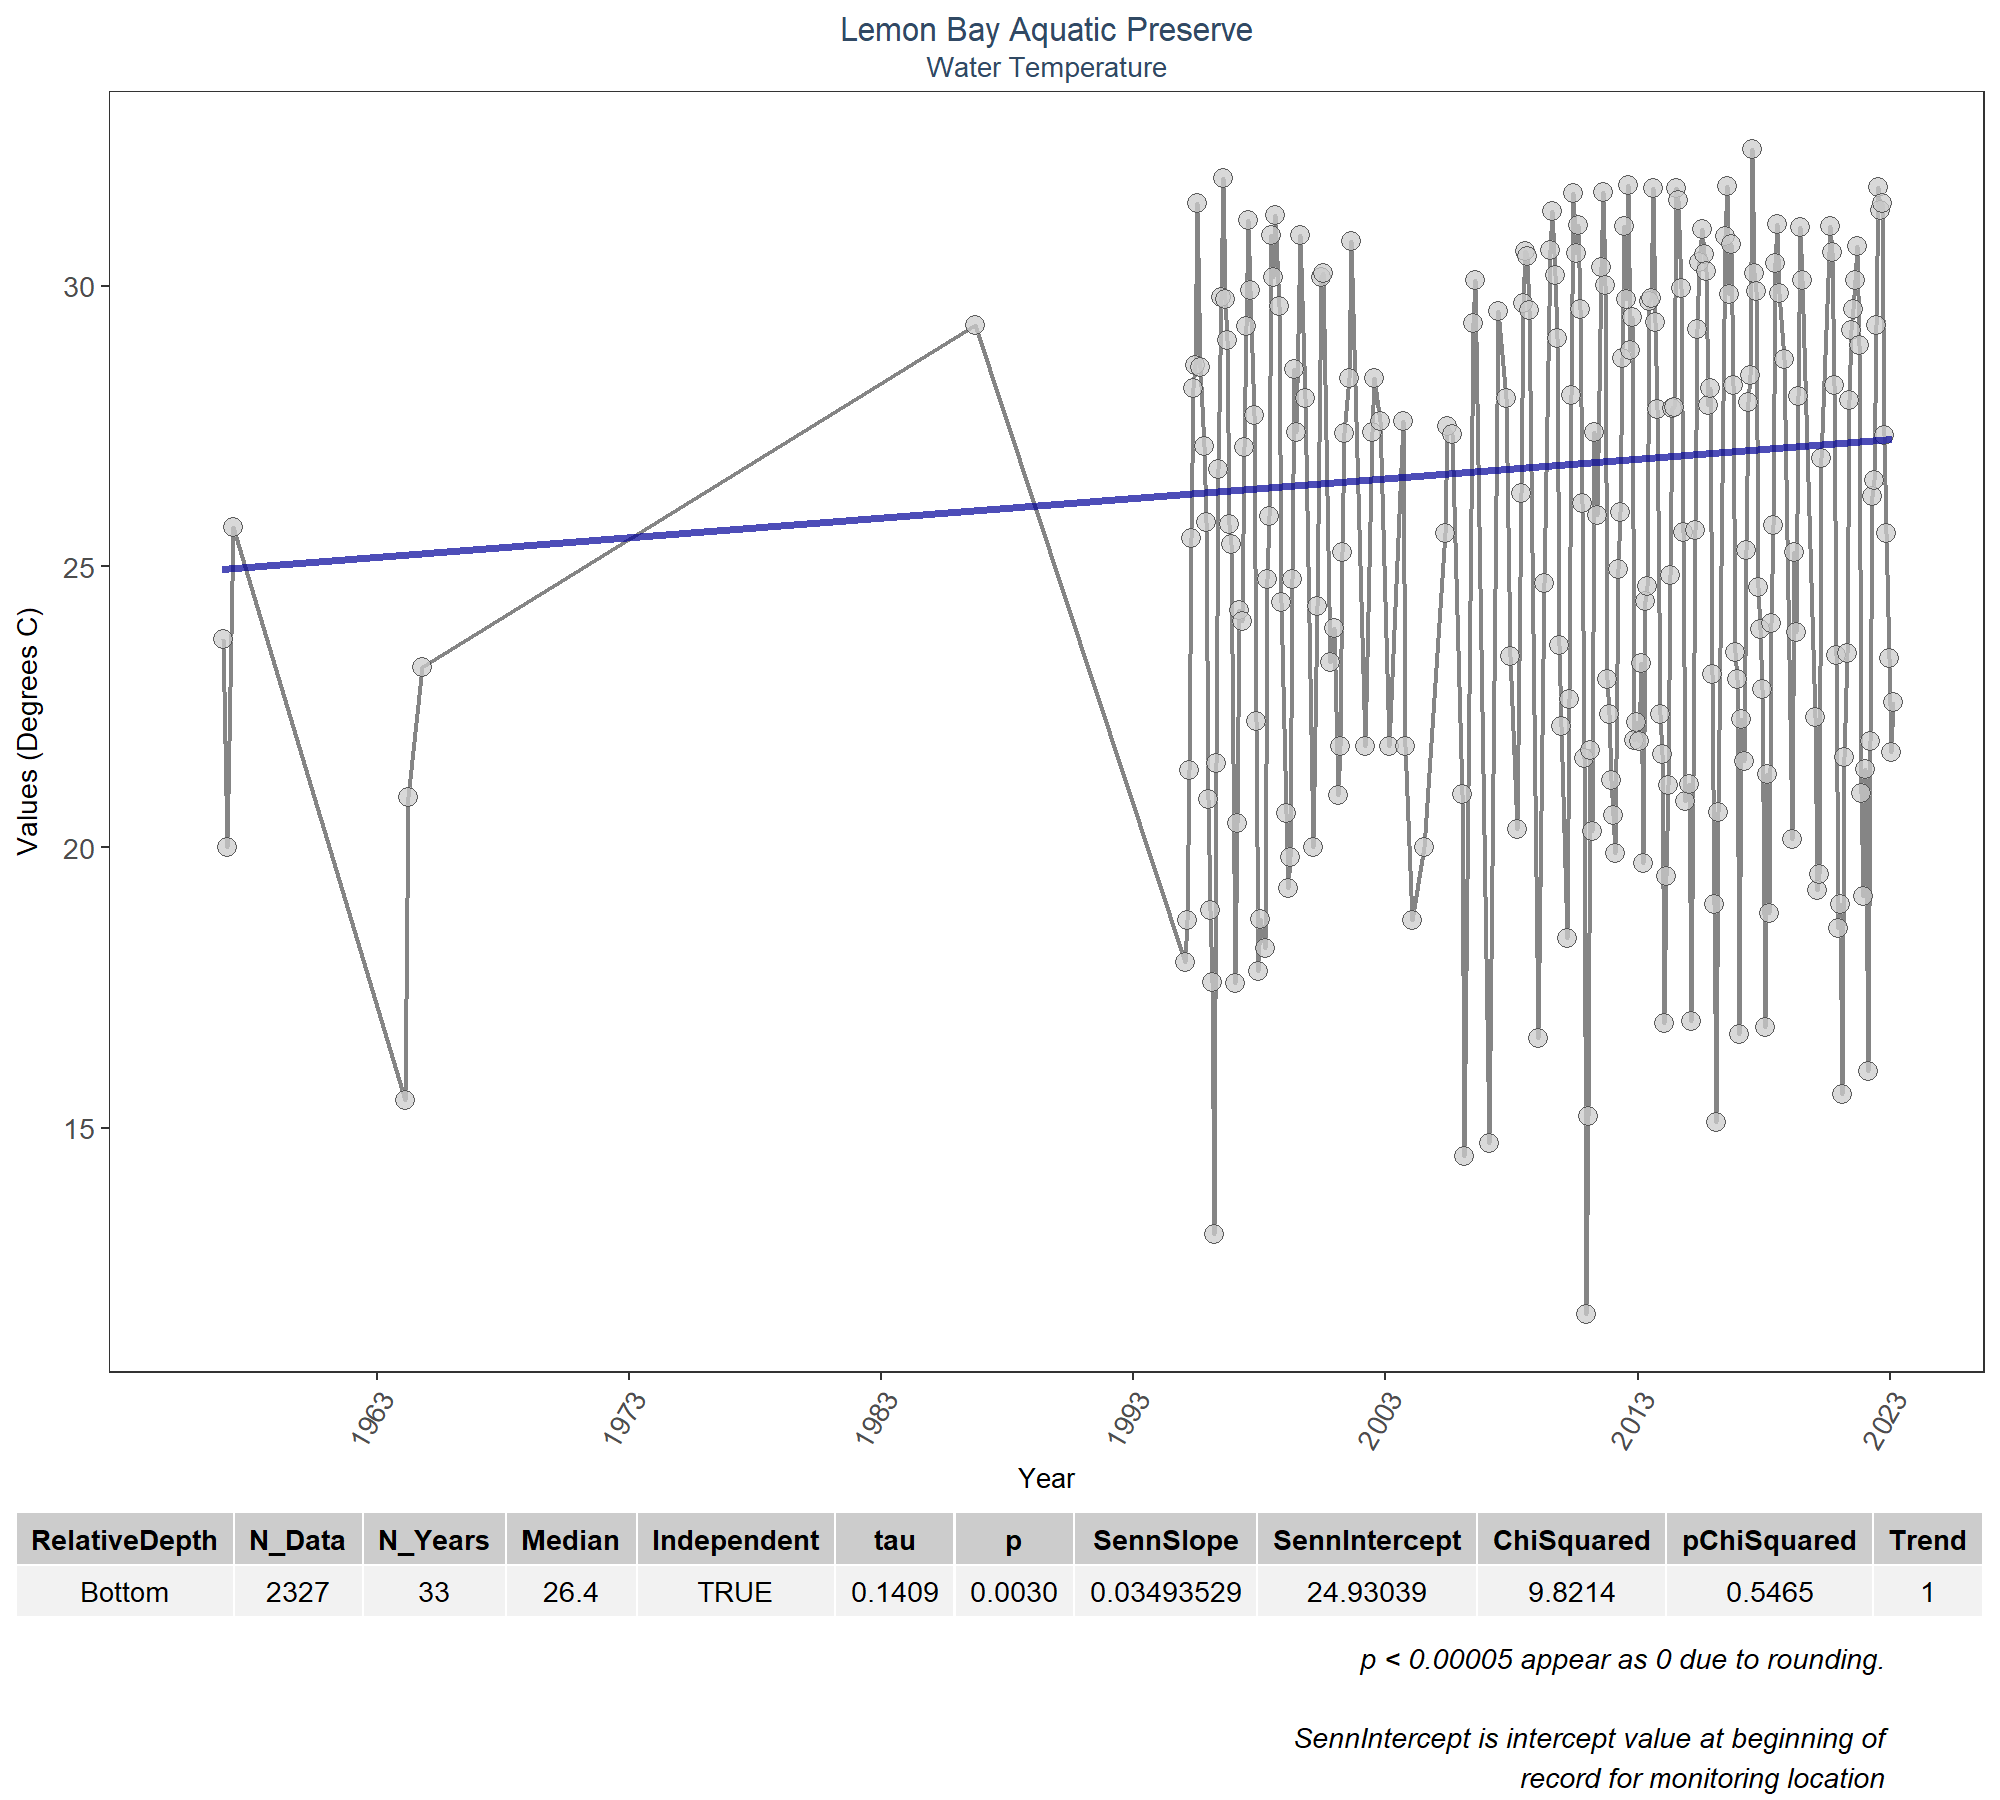 Lemon Bay Aquatic Preserve
Water Temperature
Values (Degrees C)
30
25
20
15
1963
1973
1983
1993
2003
2013
2023
Year
RelativeDepth N_Data N_Years Median Independent tau p SennSlope SennIntercept ChiSquared pChiSquared Trend
Bottom 2327 33 26.4 TRUE 0.1409 0.0030 0.03493529 24.93039 9.8214 0.5465 1
p < 0.00005 appear as 0 due to rounding.
SennIntercept is intercept value at beginning of
record for monitoring location